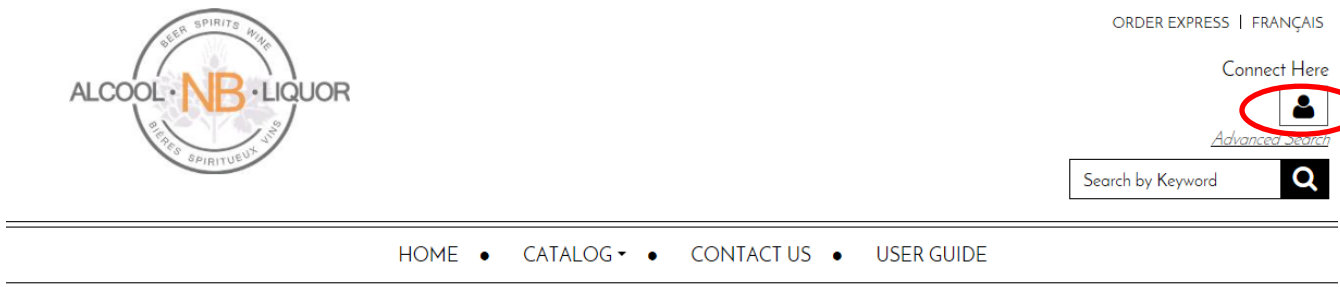 BEER SPIRITS WINE
ALCOOL · NB · LIQUOR
BIÈRES SPIRITUEUX VINS
ORDER EXPRESS | FRANÇAIS
Connect Here
Advanced Search
Search by Keyword
HOME ● CATALOG ● CONTACT US ● USER GUIDE